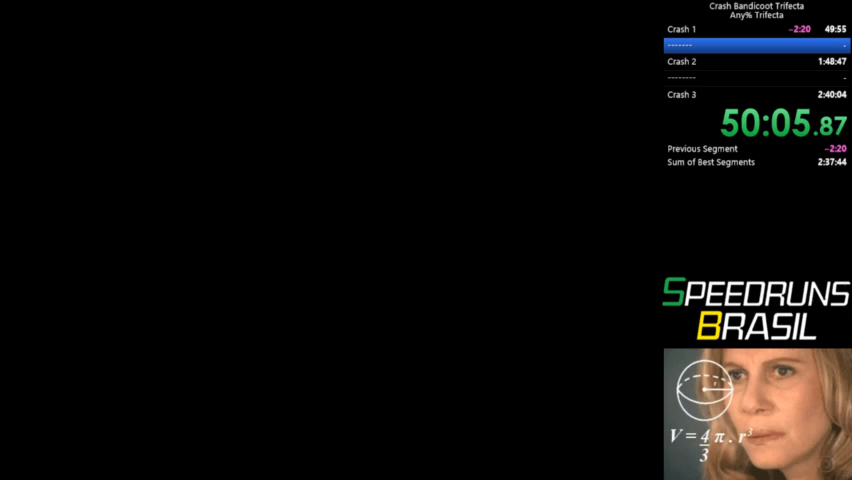 Crash Bandicoot Trifecta
Any% Trifecta
Crash 1 −2:20 49:55
------- -
Crash 2 1:48:47
-------- -
Crash 3 2:40:04
50:05.87
Previous Segment −2:20
Sum of Best Segments 2:37:44
SPEEDRUNS
BRASIL
r
V = 4/3 π . r³